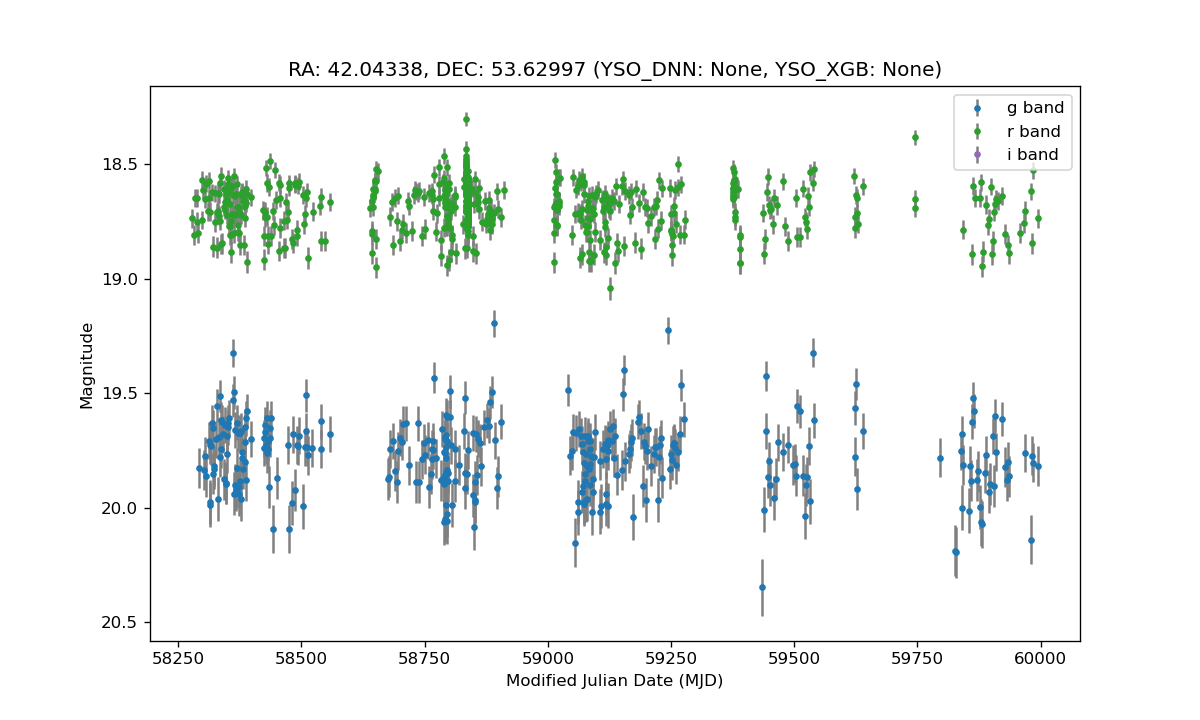 RA: 42.04338, DEC: 53.62997 (YSO_DNN: None, YSO_XGB: None)
g band
r band
i band
18.5
19.0
19.5
20.0
20.5
Magnitude
58250 58500 58750 59000 59250 59500 59750 60000
Modified Julian Date (MJD)